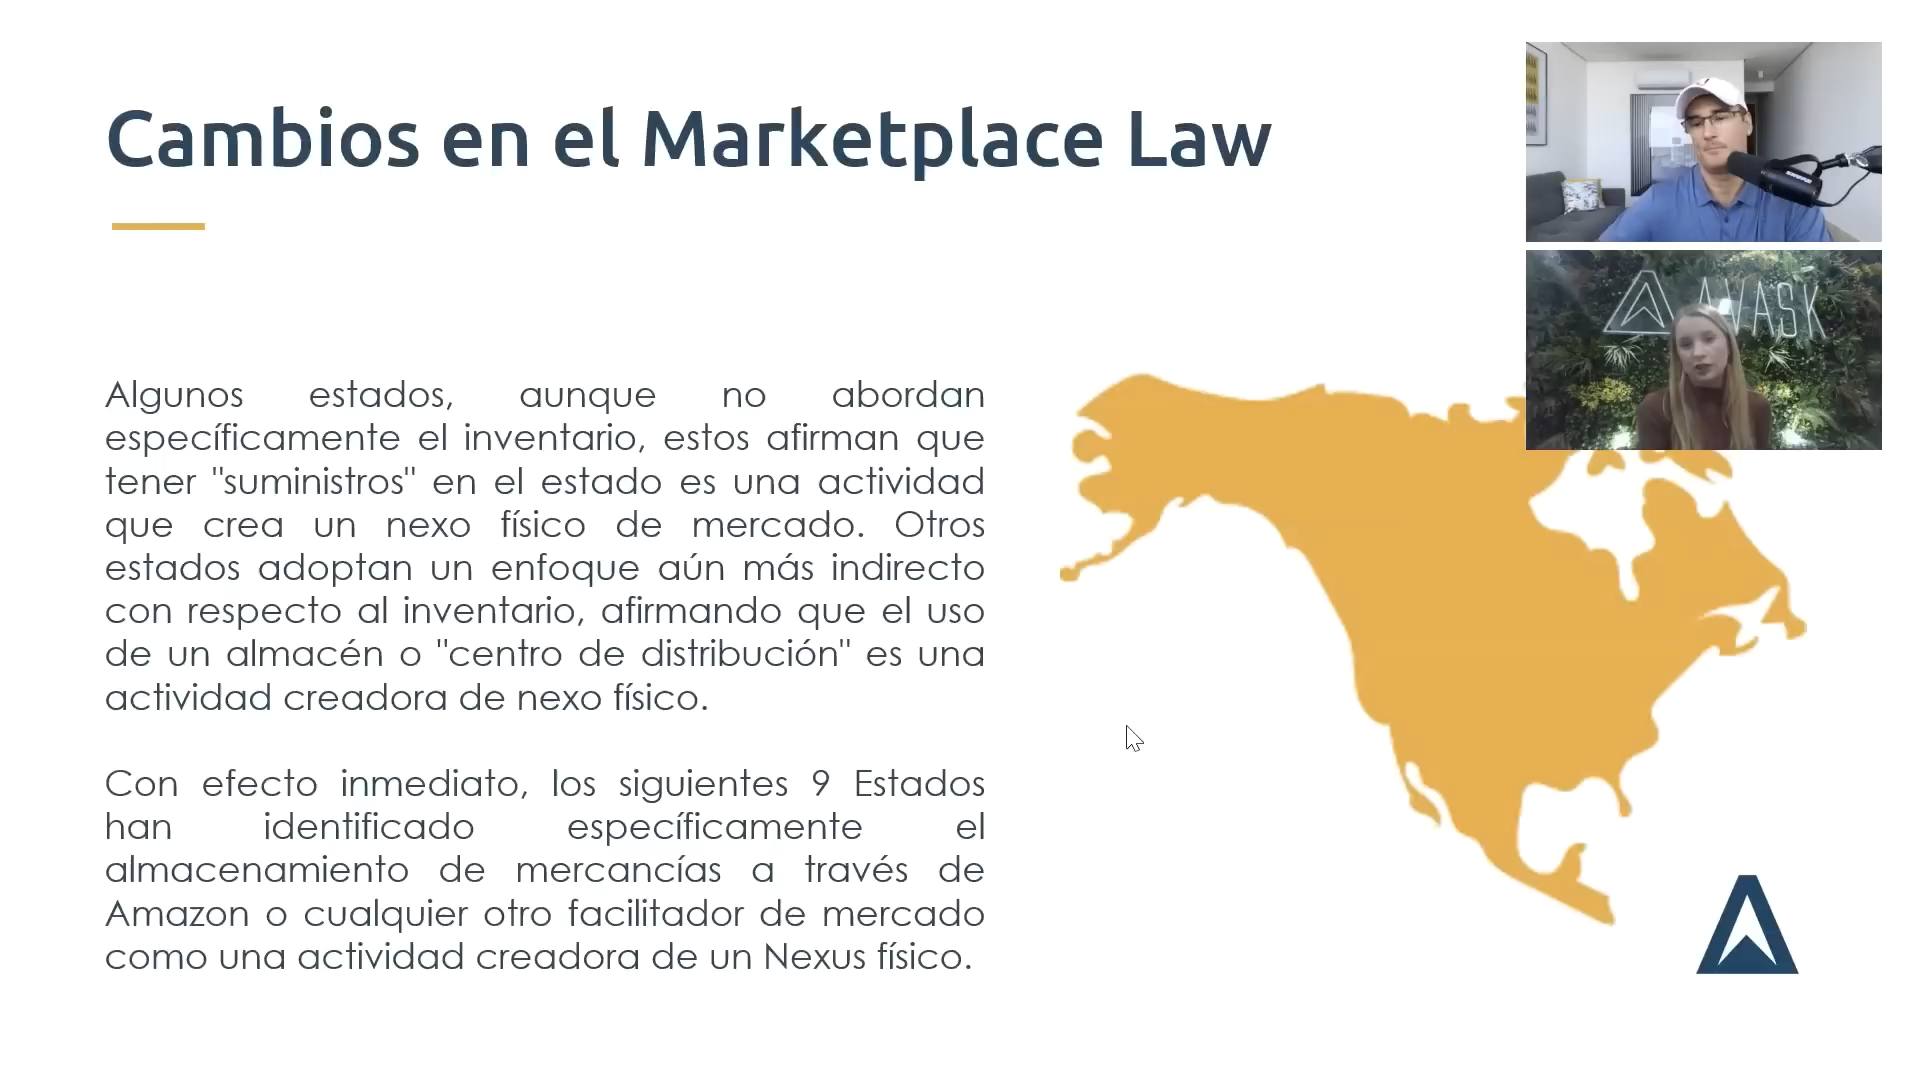 Cambios en el Marketplace Law
AVASK
Algunos estados, aunque no abordan
específicamente el inventario, estos afirman que
tener "suministros" en el estado es una actividad
que crea un nexo físico de mercado. Otros
estados adoptan un enfoque aún más indirecto
con respecto al inventario, afirmando que el uso
de un almacén o "centro de distribución" es una
actividad creadora de nexo físico.
Con efecto inmediato, los siguientes 9 Estados
han identificado específicamente el
almacenamiento de mercancías a través de
Amazon o cualquier otro facilitador de mercado
como una actividad creadora de un Nexus físico.